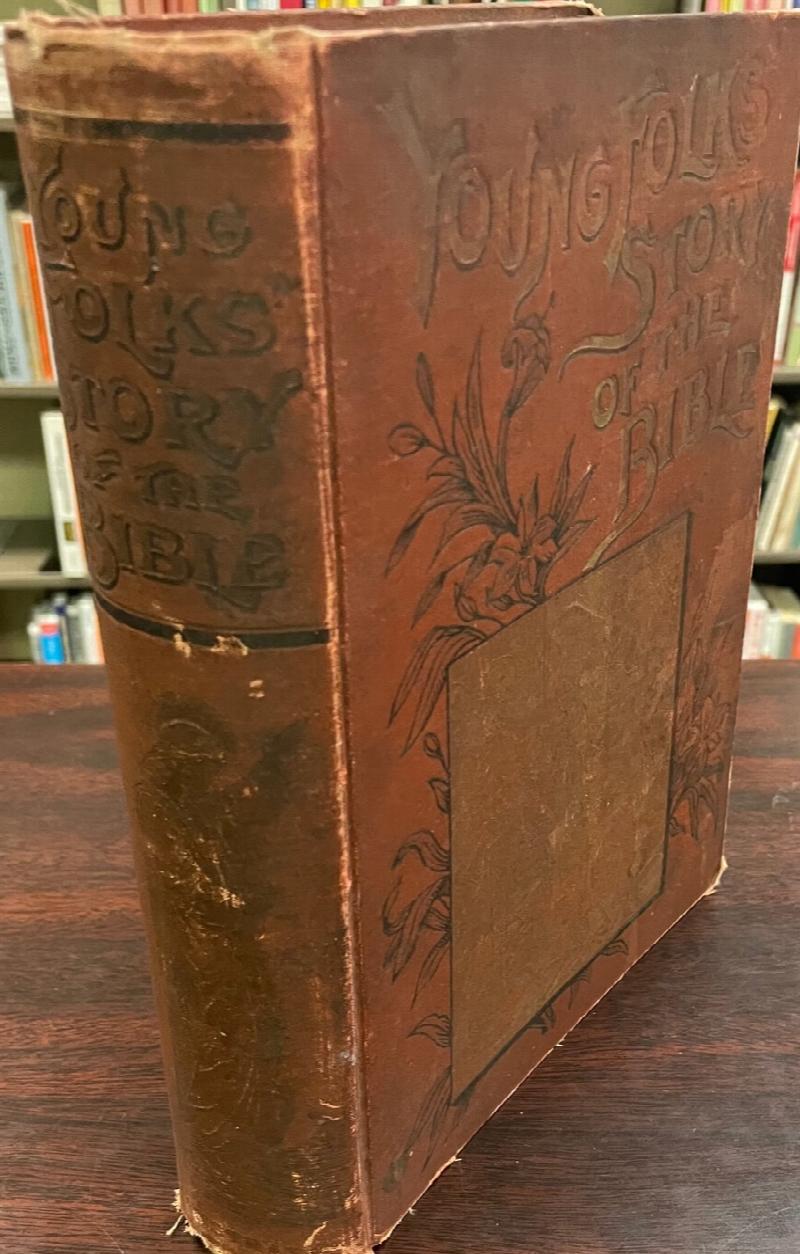 YOUNG
FOLKS"
STORY
OF THE
BIBLE
YOUNG FOLKS
STORY
OF THE
BIBLE